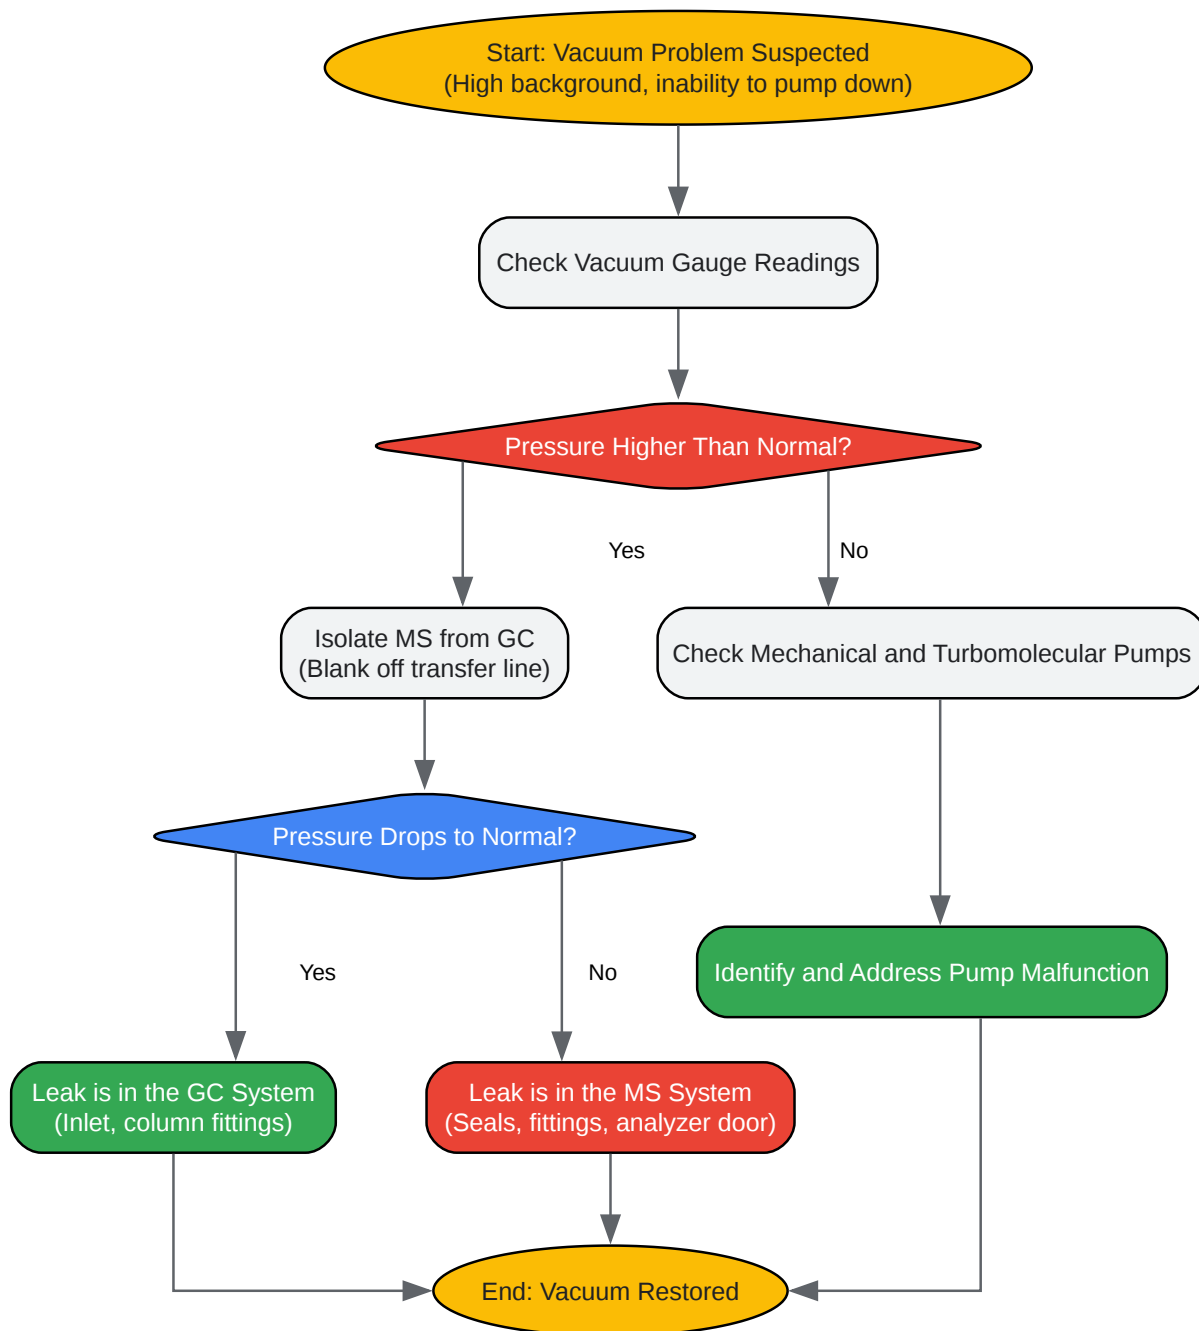 Start: Vacuum Problem Suspected
(High background, inability to pump down)
Check Vacuum Gauge Readings
Pressure Higher Than Normal?
Yes
No
Isolate MS from GC
(Blank off transfer line)
Check Mechanical and Turbomolecular Pumps
Pressure Drops to Normal?
Yes
No
Identify and Address Pump Malfunction
Leak is in the GC System
(Inlet, column fittings)
Leak is in the MS System
(Seals, fittings, analyzer door)
End: Vacuum Restored